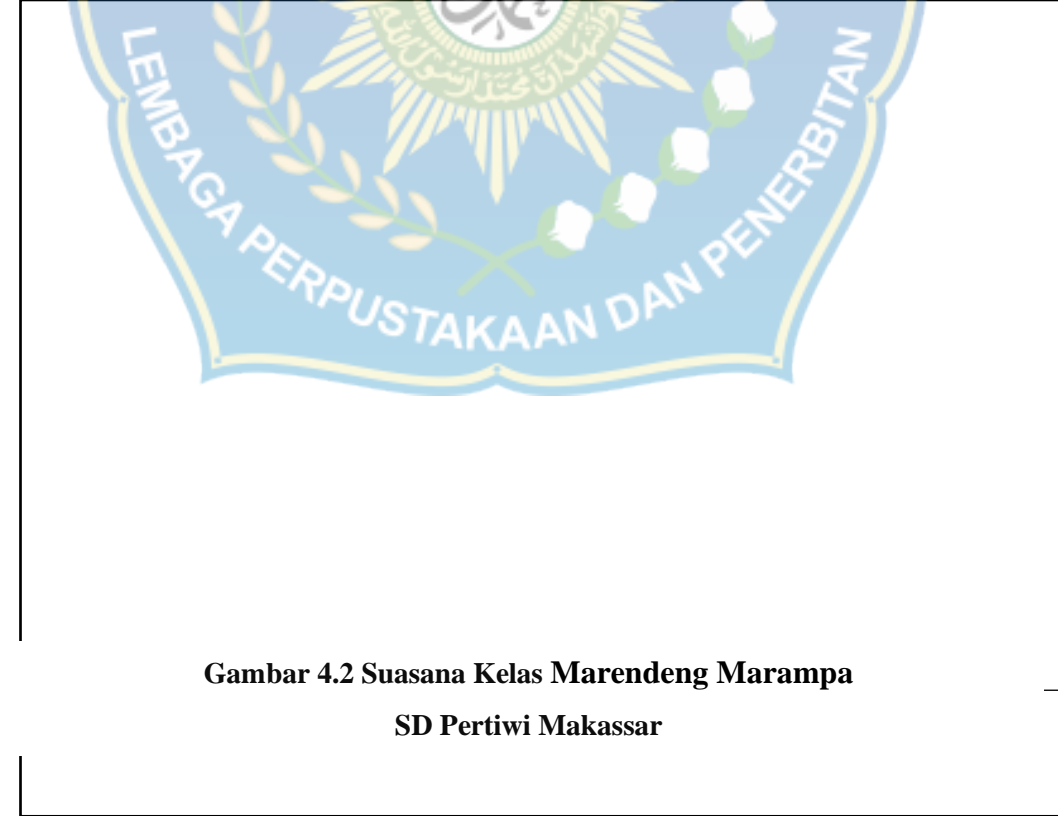 LEMBAGA PERPUSTAKAAN DAN PENERBITAN
Gambar 4.2 Suasana Kelas Marendeng Marampa
SD Pertiwi Makassar